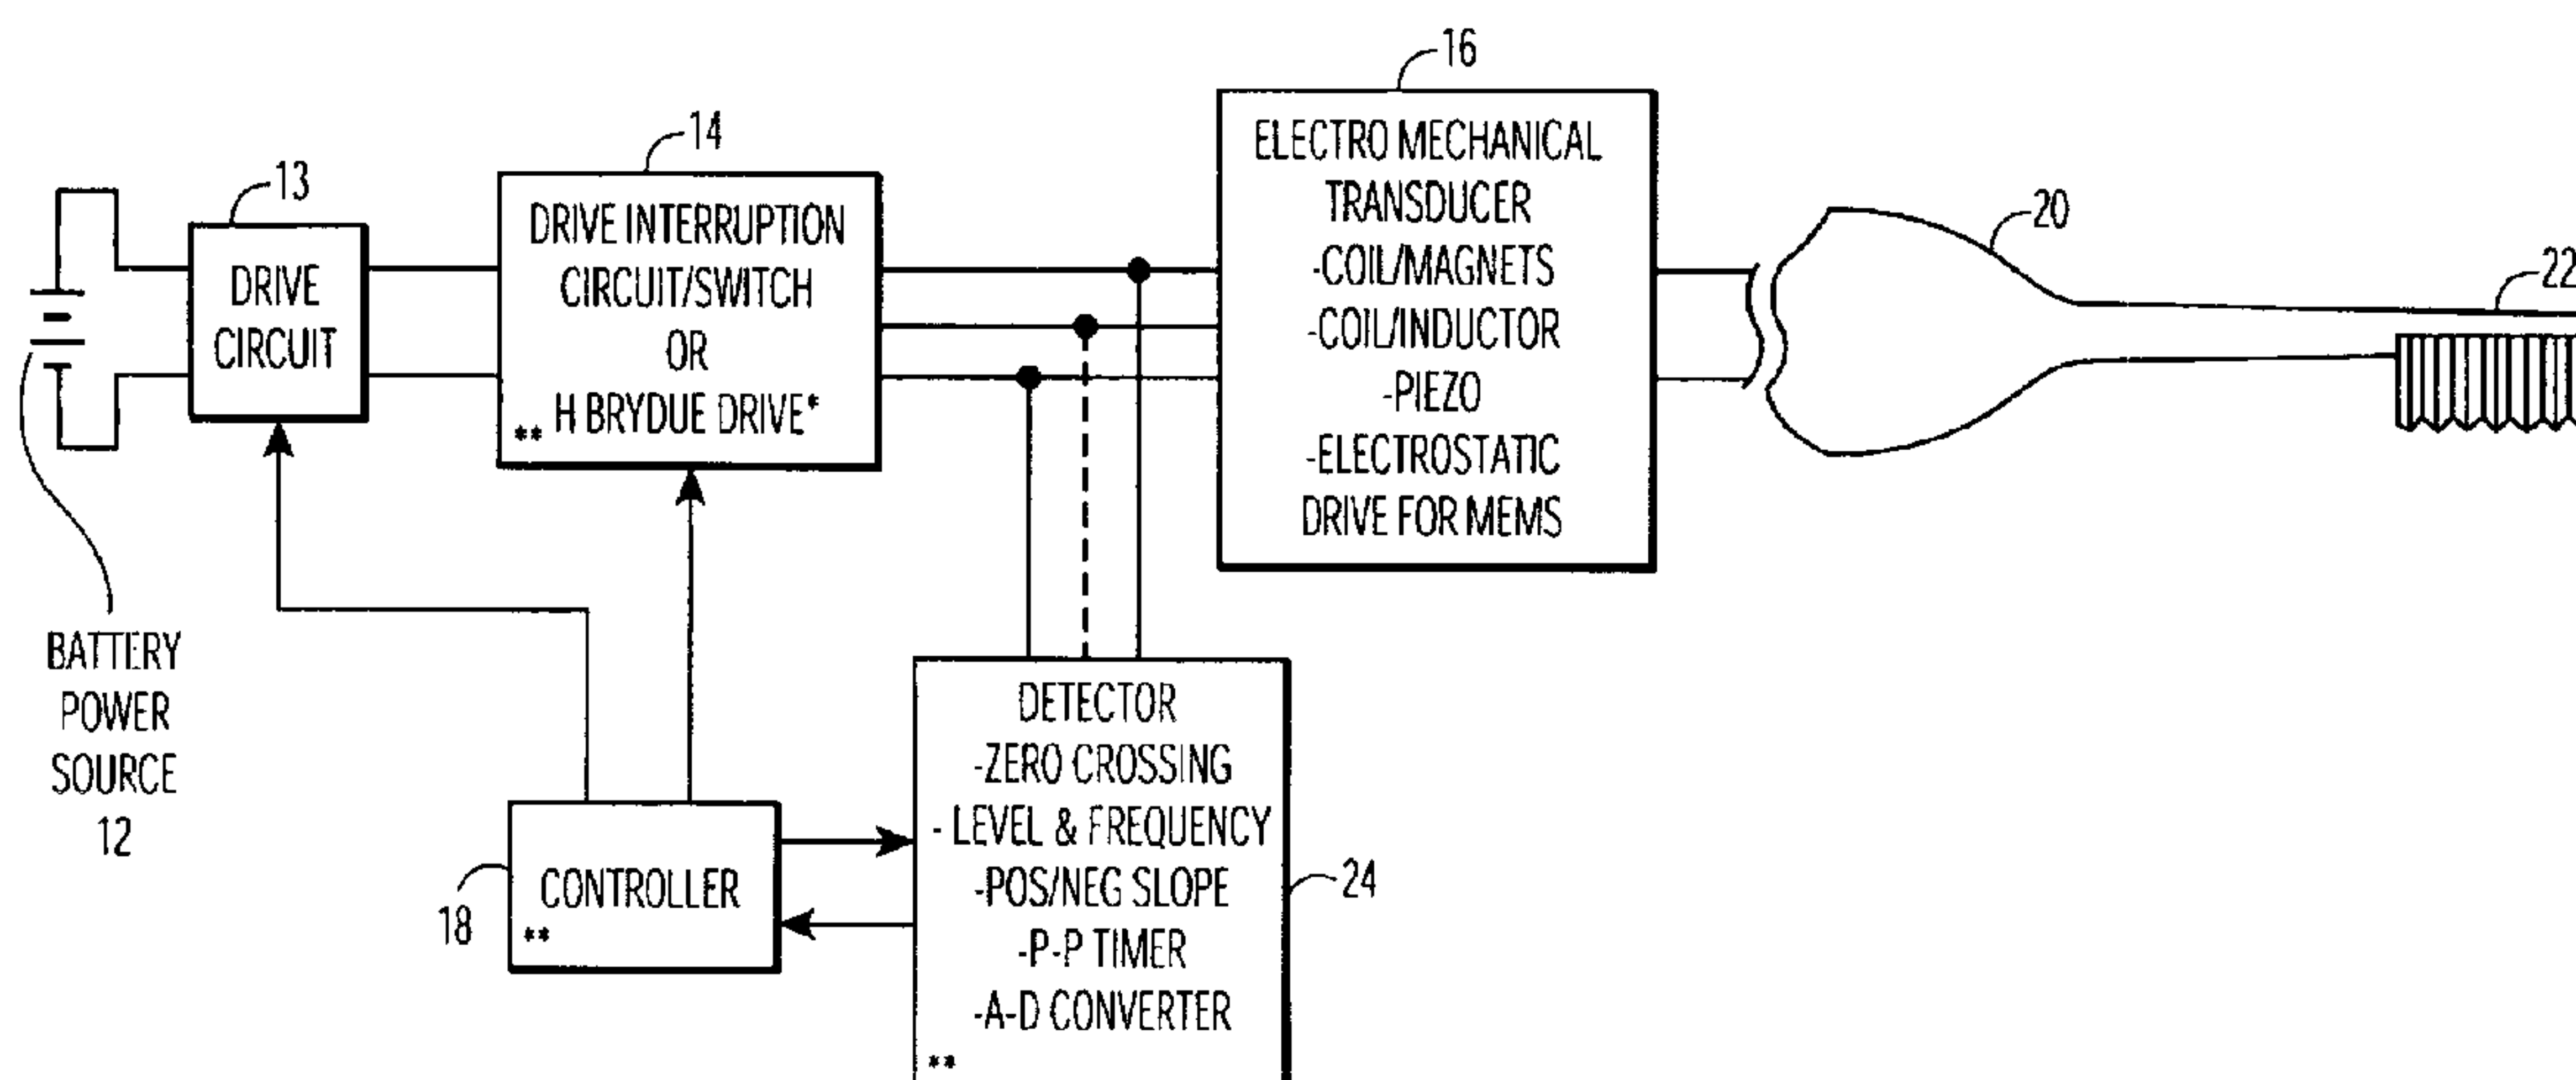 16
ELECTRO MECHANICAL
TRANSDUCER
-COIL/MAGNETS
-COIL/INDUCTOR
-PIEZO
-ELECTROSTATIC
DRIVE FOR MEMS
14
DRIVE INTERRUPTION
CIRCUIT/SWITCH
OR
** H BRYDUE DRIVE*
13
DRIVE
CIRCUIT
20
22
BATTERY
POWER
SOURCE
12
DETECTOR
-ZERO CROSSING
- LEVEL & FREQUENCY
-POS/NEG SLOPE
-P-P TIMER
-A-D CONVERTER
**
24
CONTROLLER
**
18